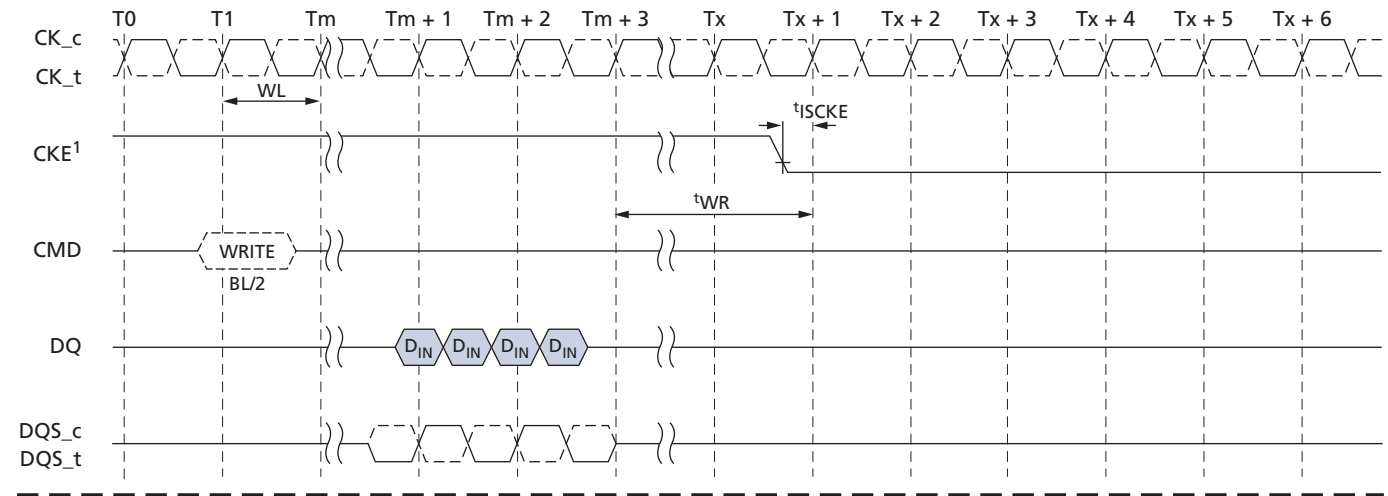 T0 T1 Tm Tm + 1 Tm + 2 Tm + 3 Tx Tx + 1 Tx + 2 Tx + 3 Tx + 4 Tx + 5 Tx + 6
CK_c
CK_t
WL
tISCKE
CKE1
tWR
CMD WRITE
BL/2
DQ DIN DIN DIN DIN
DQS_c
DQS_t